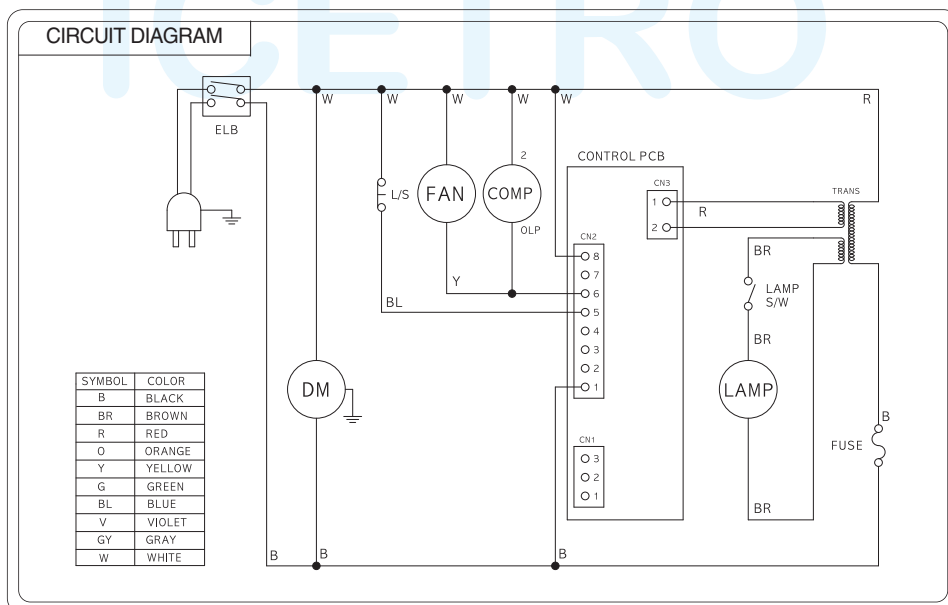 ICETRO
CIRCUIT DIAGRAM
ELB
W
W
W
W
W
R
L/S
FAN
COMP
2
OLP
Y
BL
DM
CONTROL PCB
CN3
1
2
R
CN2
8
7
6
5
4
3
2
1
CN1
3
2
1
TRANS
BR
LAMP
S/W
BR
LAMP
BR
B
FUSE
SYMBOL COLOR
B BLACK
BR BROWN
R RED
O ORANGE
Y YELLOW
G GREEN
BL BLUE
V VIOLET
GY GRAY
W WHITE
B
B
B